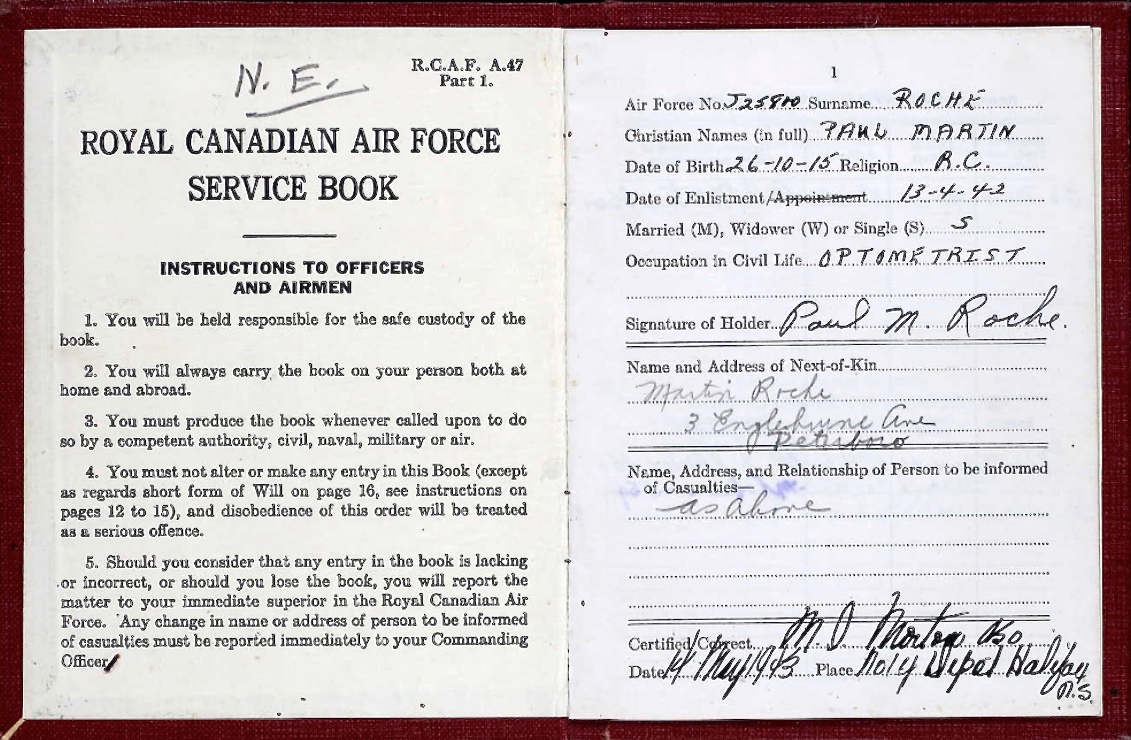 N. E.
R.C.A.F. A.47
Part 1.
ROYAL CANADIAN AIR FORCE
SERVICE BOOK
INSTRUCTIONS TO OFFICERS
AND AIRMEN
1. You will be held responsible for the safe custody of the
book.
2. You will always carry the book on your person both at
home and abroad.
3. You must produce the book whenever called upon to do
so by a competent authority, civil, naval, military or air.
4. You must not alter or make any entry in this Book (except
as regards short form of Will on page 16, see instructions on
pages 12 to 15), and disobedience of this order will be treated
as a serious offence.
5. Should you consider that any entry in the book is lacking
or incorrect, or should you lose the book, you will report the
matter to your immediate superior in the Royal Canadian Air
Force. Any change in name or address of person to be informed
of casualties must be reported immediately to your Commanding
Officer
1
Air Force No. J25810 Surname ROCHE
Christian Names (in full) PAUL MARTIN
Date of Birth 26-10-15 Religion R.C.
Date of Enlistment/Appointment 13-4-42
Married (M), Widower (W) or Single (S) S
Occupation in Civil Life OPTOMETRIST
Signature of Holder Paul M. Roche.
Name and Address of Next-of-Kin
Martin Roche
3 Engleburne Ave
Peterboro
Name, Address, and Relationship of Person to be informed
of Casualties—
as above
Certified Correct M. Morton
Date 14 May 1943 Place No 1 Y Depot Halifax
N.S.